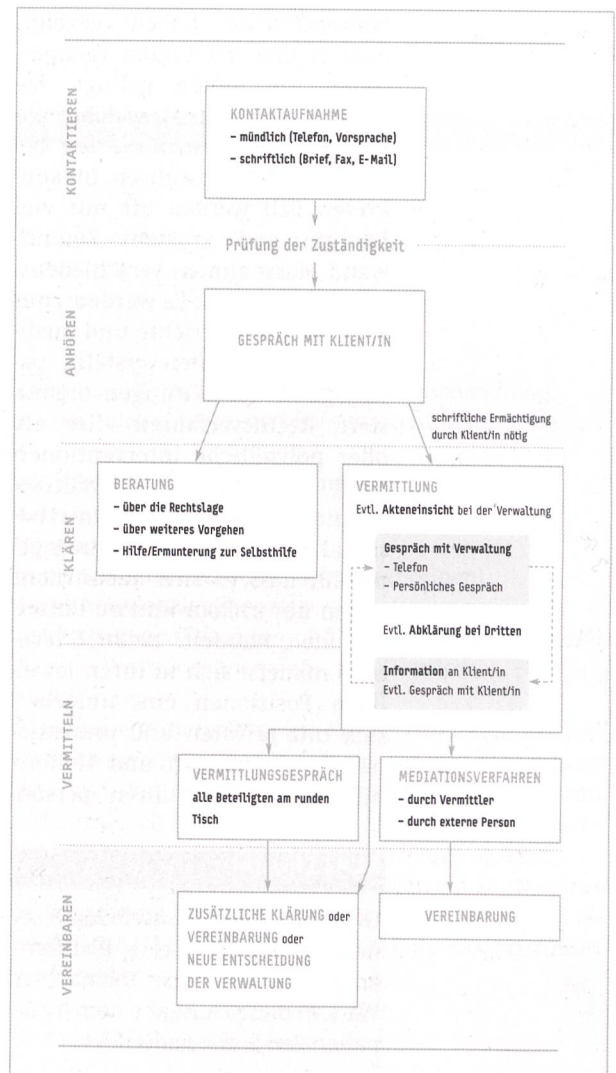 KONTAKTIEREN
KONTAKTAUFNAHME
– mündlich (Telefon, Vorsprache)
– schriftlich (Brief, Fax, E-Mail)
Prüfung der Zuständigkeit
ANHÖREN
GESPRÄCH MIT KLIENT/IN
schriftliche Ermächtigung
durch Klient/in nötig
KLÄREN
BERATUNG
– über die Rechtslage
– über weiteres Vorgehen
– Hilfe/Ermunterung zur Selbsthilfe
VERMITTLUNG
Evtl. Akteneinsicht bei der Verwaltung
Gespräch mit Verwaltung
– Telefon
– Persönliches Gespräch
Evtl. Abklärung bei Dritten
Information an Klient/in
Evtl. Gespräch mit Klient/in
VERMITTELN
VERMITTLUNGSGESPRÄCH
alle Beteiligten am runden
Tisch
MEDIATIONSVERFAHREN
– durch Vermittler
– durch externe Person
VEREINBAREN
ZUSÄTZLICHE KLÄRUNG oder
VEREINBARUNG oder
NEUE ENTSCHEIDUNG
DER VERWALTUNG
VEREINBARUNG